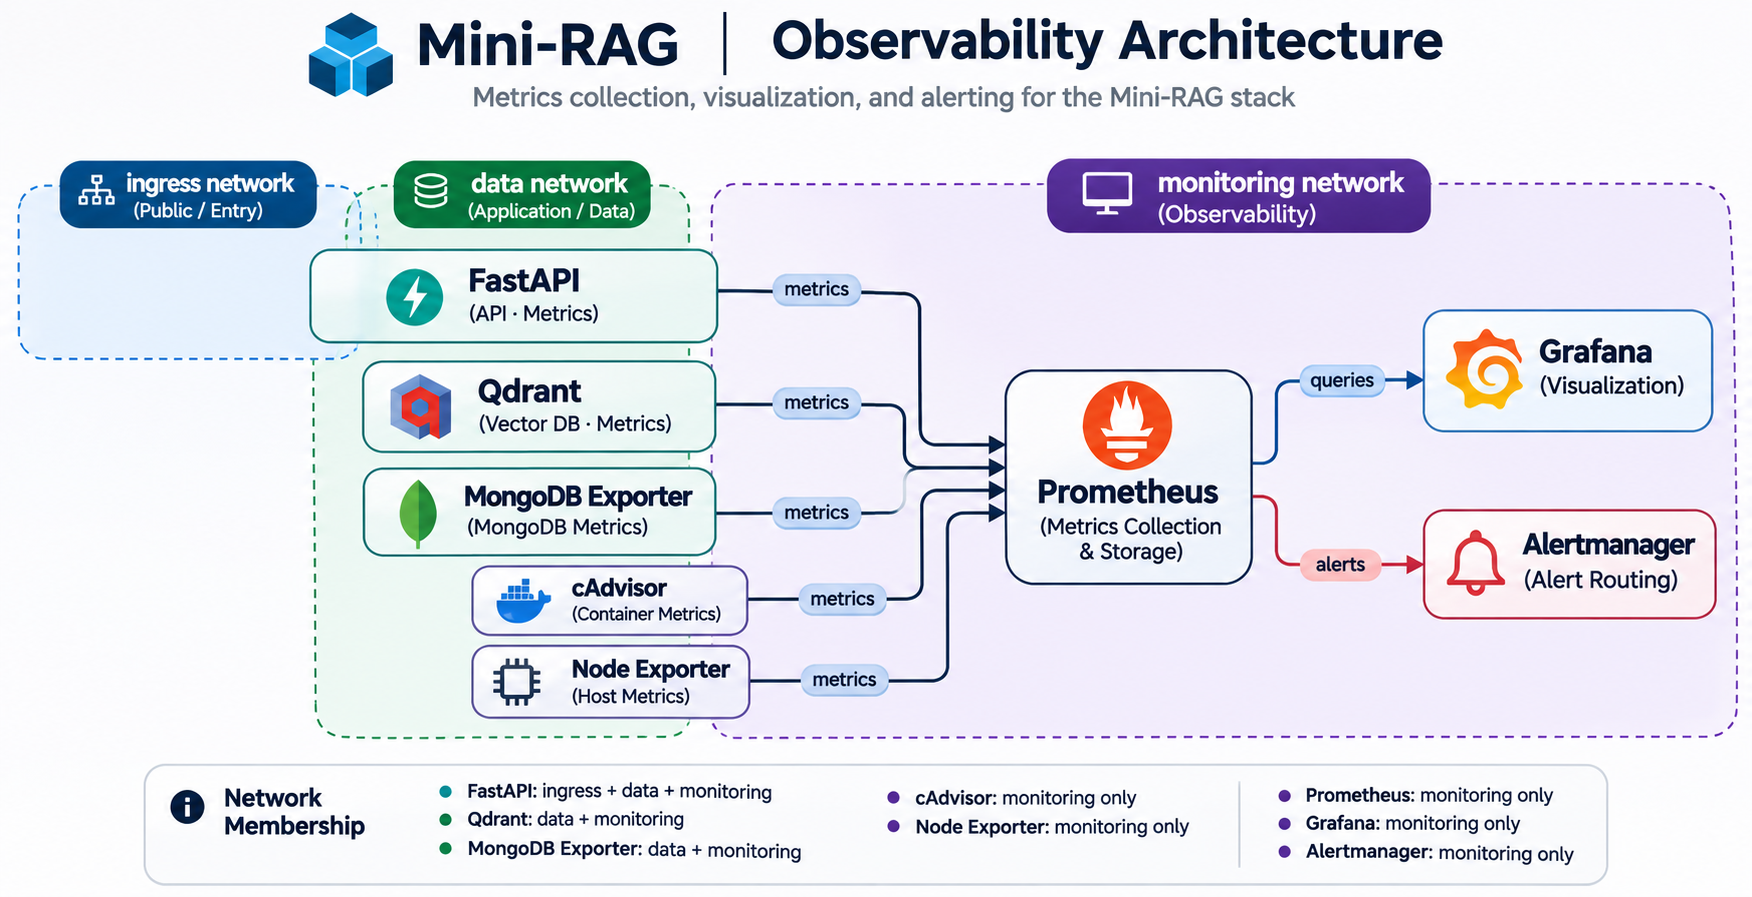 Mini-RAG
Observability Architecture
Metrics collection, visualization, and alerting for the Mini-RAG stack
ingress network
(Public / Entry)
data network
(Application / Data)
monitoring network
(Observability)
FastAPI
(API · Metrics)
metrics
Qdrant
(Vector DB · Metrics)
metrics
MongoDB Exporter
(MongoDB Metrics)
metrics
cAdvisor
(Container Metrics)
metrics
Node Exporter
(Host Metrics)
metrics
Prometheus
(Metrics Collection
& Storage)
queries
Grafana
(Visualization)
alerts
Alertmanager
(Alert Routing)
Network
Membership
FastAPI: ingress + data + monitoring
Qdrant: data + monitoring
MongoDB Exporter: data + monitoring
cAdvisor: monitoring only
Node Exporter: monitoring only
Prometheus: monitoring only
Grafana: monitoring only
Alertmanager: monitoring only